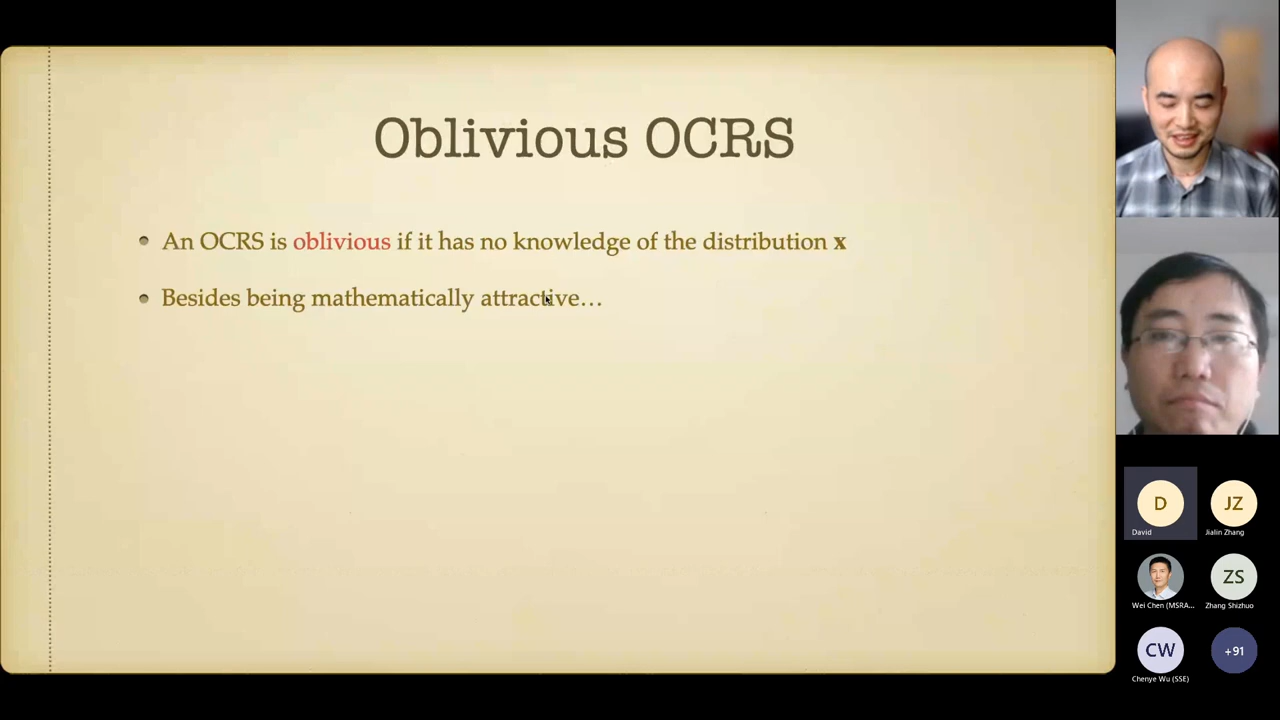 Oblivious OCRS
An OCRS is oblivious if it has no knowledge of the distribution x
Besides being mathematically attractive…
D
David
JZ
Jialin Zhang
Wei Chen (MSRA...
ZS
Zhang Shizhuo
CW
Chenye Wu (SSE)
+91